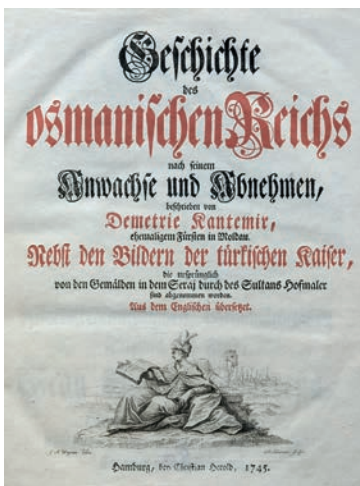 Geschichte
des
osmanischen Reichs
nach seinem
Anwachse und Abnehmen,
beschrieben von
Demetrie Kantemir,
ehemaligem Fürsten in Moldau.
Nebst den Bildern der türkischen Kaiser,
die ursprünglich
von den Gemälden in dem Seraj durch des Sultans Hofmaler
sind abgenommen worden.
Aus dem Englischen übersetzet.
Hamburg, bey Christian Herold, 1745.